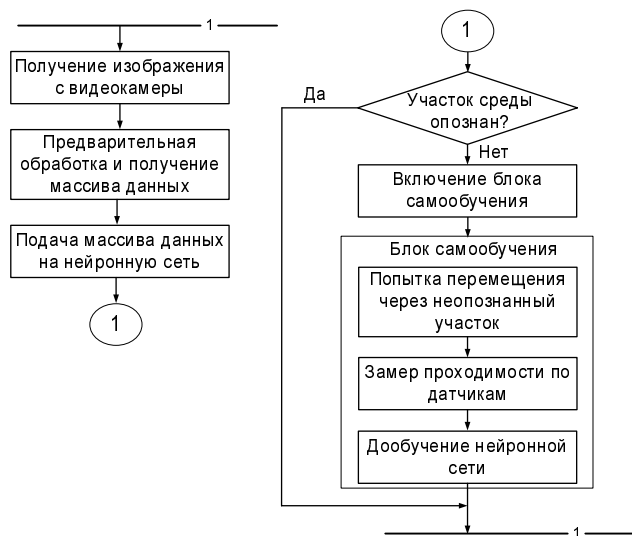 1
Получение изображения
с видеокамеры
Предварительная
обработка и получение
массива данных
Подача массива данных
на нейронную сеть
1
1
Участок среды
опознан?
Да
Нет
Включение блока
самообучения
Блок самообучения
Попытка перемещения
через неопознанный
участок
Замер проходимости по
датчикам
Дообучение нейронной
сети
1